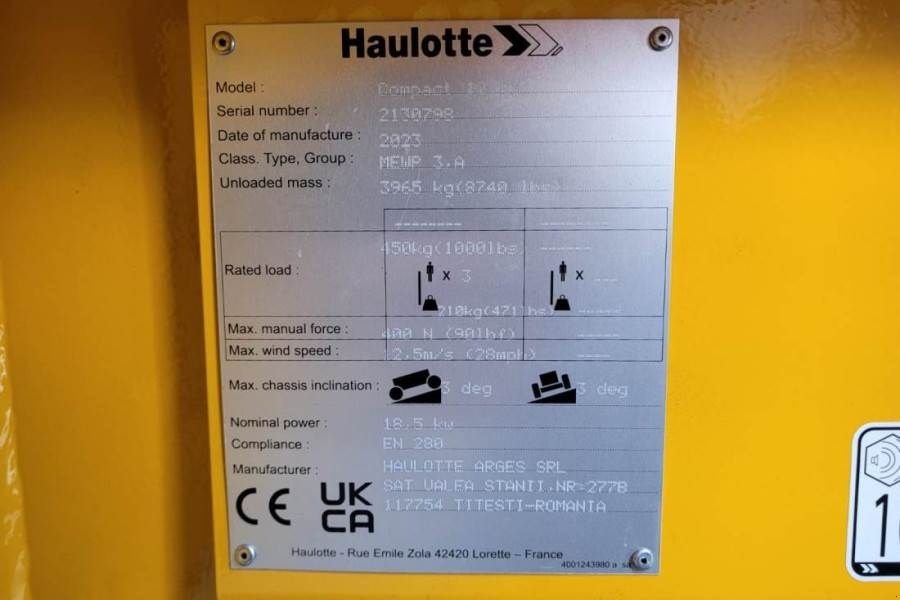 Haulotte
Model : Compact
Serial number : 2130798
Date of manufacture : 2023
Class. Type, Group : MEWP 3.A
Unloaded mass : 3965 kg(8740 lbs)
-------- --------
450kg(1000lbs) ------
Rated load : x 3 x ---
210kg(471lbs) -----
Max. manual force : 400 N (90lbf) ----
Max. wind speed : 12.5m/s (28mph) ----
Max. chassis inclination : 3 deg 3 deg
Nominal power : 18.5 kw
Compliance : EN 280
Manufacturer : HAULOTTE ARGES SRL
SAT VALEA STANII.NR=277B
117754 TITESTI-ROMANIA
CE UK
CA
Haulotte - Rue Emile Zola 42420 Lorette – France
4001243980 a